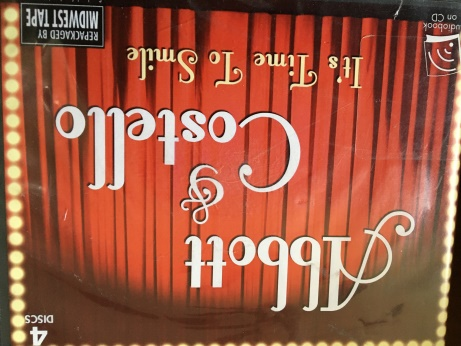 4
DISCS
Abbott
&
Costello
It's Time To Smile
Audiobook
on CD
REPACKAGED BY
MIDWEST TAPE